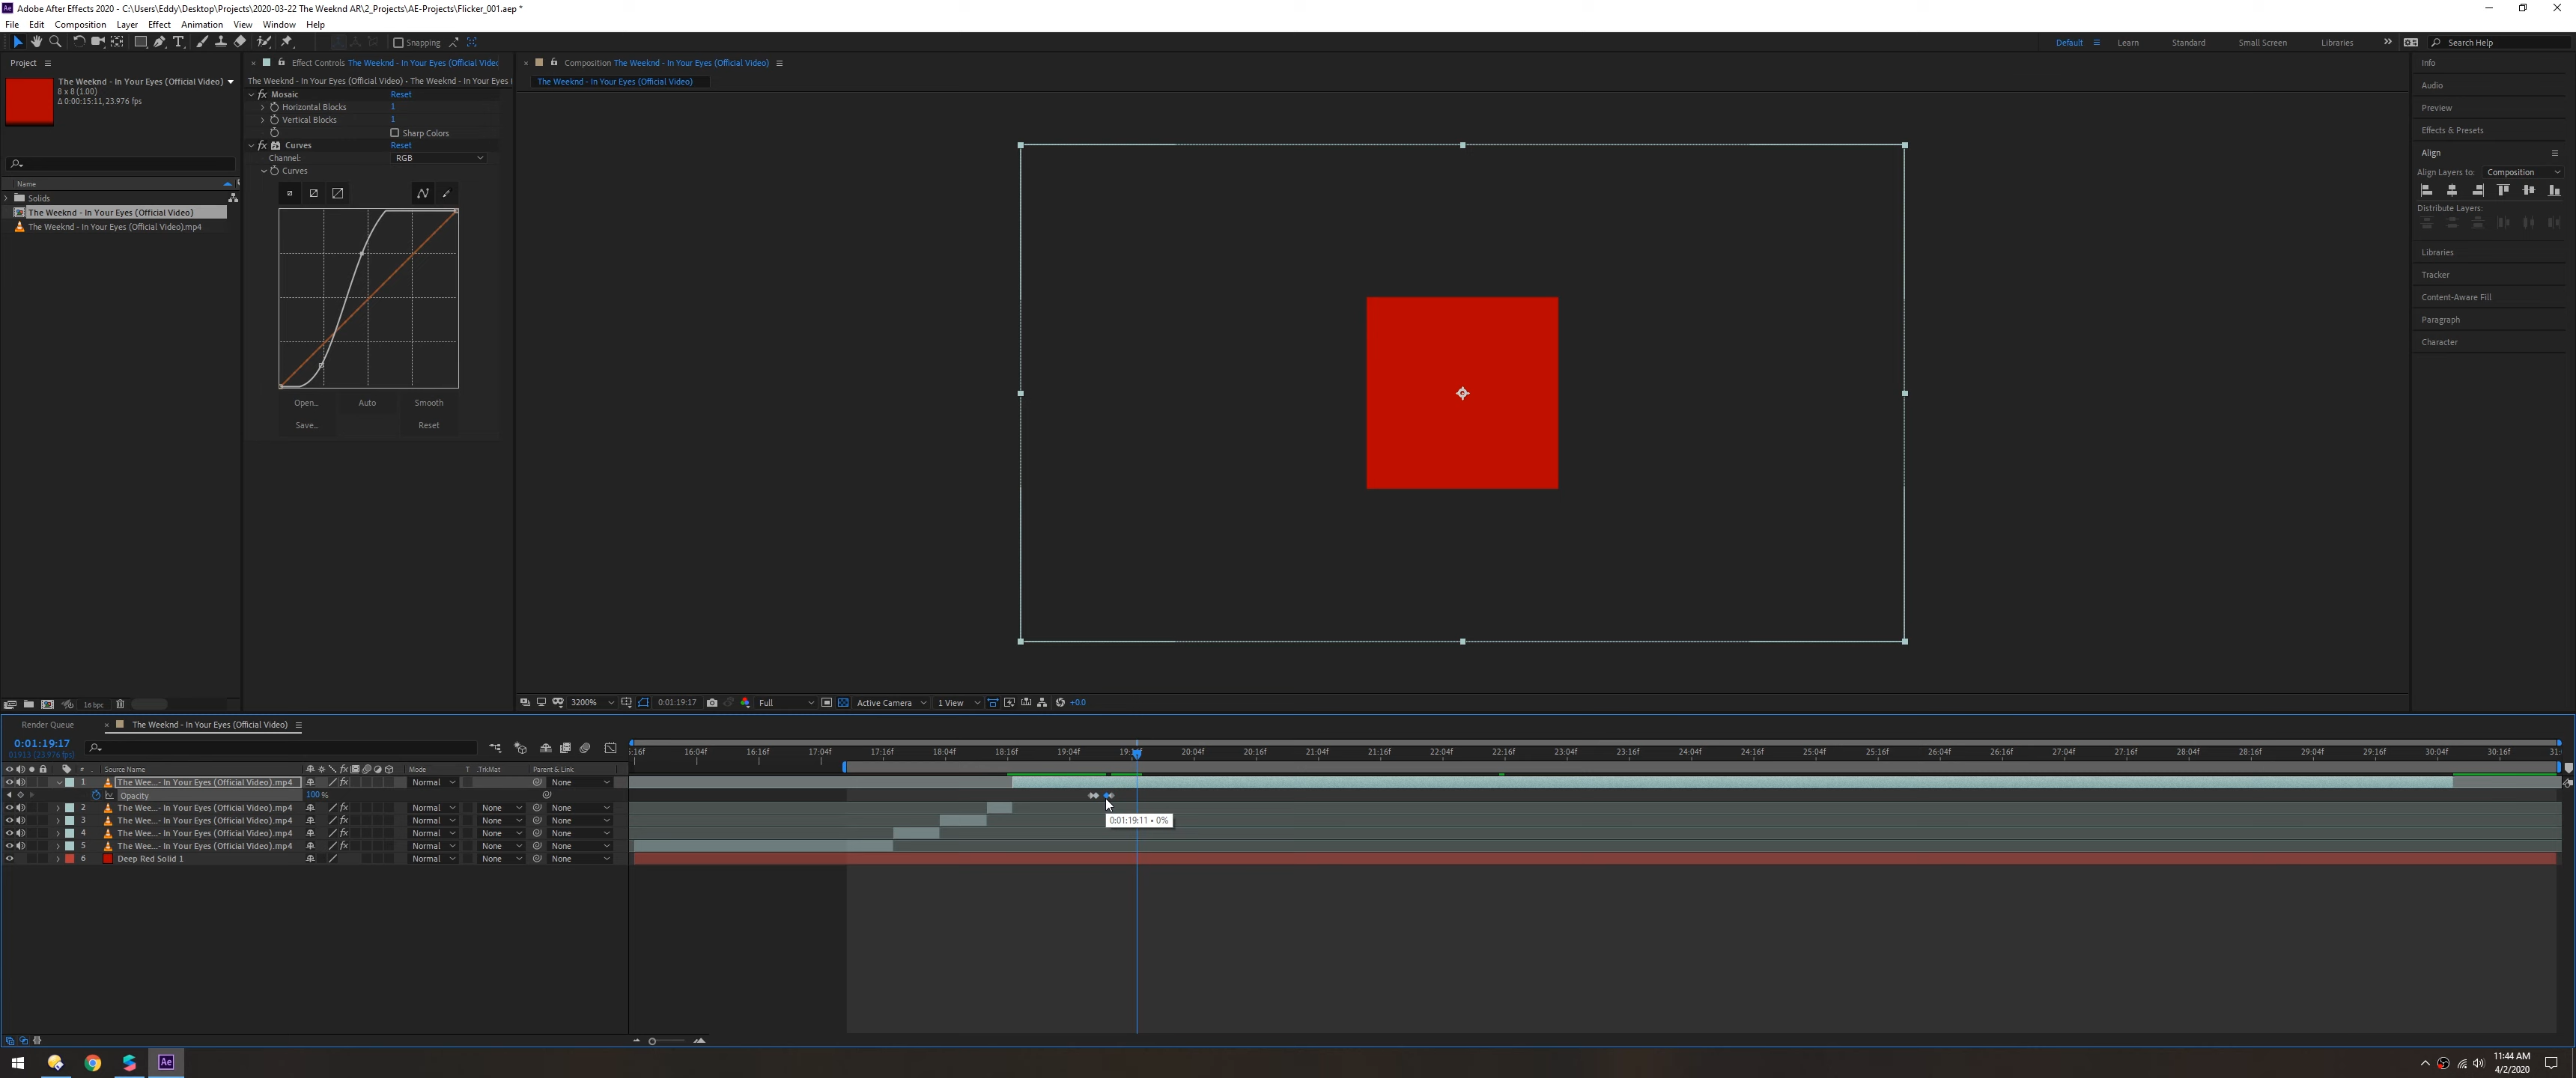 Adobe After Effects 2020 - C:\Users\Eddy\Desktop\Projects\2020-03-22 The Weeknd AR\2_Projects\AE-Projects\Flicker_001.aep *
File Edit Composition Layer Effect Animation View Window Help
Snapping
Default Learn Standard Small Screen Libraries Search Help
Project
The Weeknd - In Your Eyes (Official Video)
8 x 8 (1.00)
Δ 0:00:15:11, 23.976 fps
Name
Solids
The Weeknd - In Your Eyes (Official Video)
The Weeknd - In Your Eyes (Official Video).mp4
16 bpc
Effect Controls The Weeknd - In Your Eyes (Official Video)
The Weeknd - In Your Eyes (Official Video) • The Weeknd - In Your Eyes
fx Mosaic Reset
Horizontal Blocks 1
Vertical Blocks 1
Sharp Colors
fx Curves Reset
Channel: RGB
Curves
Open... Auto Smooth
Save... Reset
Composition The Weeknd - In Your Eyes (Official Video)
The Weeknd - In Your Eyes (Official Video)
3200% 0:01:19:17 Full Active Camera 1 View +0.0
Info
Audio
Preview
Effects & Presets
Align
Align Layers to: Composition
Distribute Layers:
Libraries
Tracker
Content-Aware Fill
Paragraph
Character
Render Queue The Weeknd - In Your Eyes (Official Video)
0:01:19:17
01913 (23.976 fps)
:16f 16:04f 16:16f 17:04f 17:16f 18:04f 18:16f 19:04f 20:04f 20:16f 21:04f 21:16f 22:04f 22:16f 23:04f 23:16f 24:04f 24:16f 25:04f 25:16f 26:04f 26:16f 27:04f 27:16f 28:04f 28:16f 29:04f 29:16f 30:04f 30:16f 31:
# Source Name fx Mode T .TrkMat Parent & Link
1 The Wee...- In Your Eyes (Official Video).mp4 fx Normal None
Opacity 100 %
2 The Wee...- In Your Eyes (Official Video).mp4 fx Normal None None
0:01:19:11 • 0%
3 The Wee...- In Your Eyes (Official Video).mp4 fx Normal None None
4 The Wee...- In Your Eyes (Official Video).mp4 fx Normal None None
5 The Wee...- In Your Eyes (Official Video).mp4 fx Normal None None
6 Deep Red Solid 1 Normal None None
Ae
11:44 AM
4/2/2020